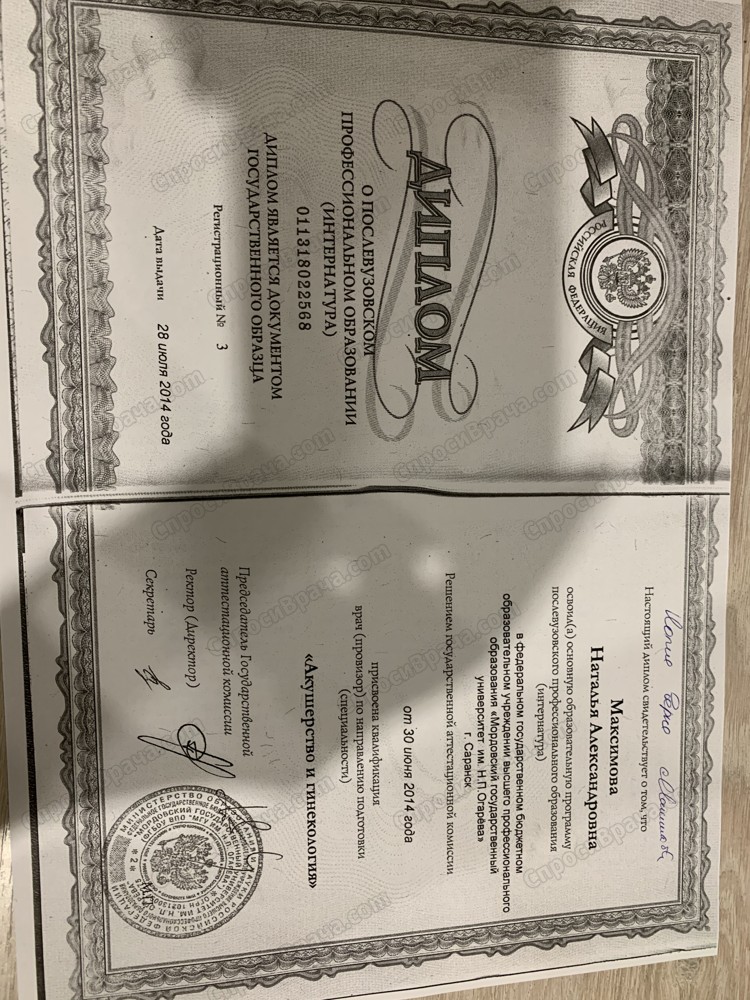 РОССИЙСКАЯ ФЕДЕРАЦИЯ
ДИПЛОМ
О ПОСЛЕВУЗОВСКОМ
ПРОФЕССИОНАЛЬНОМ ОБРАЗОВАНИИ
(ИНТЕРНАТУРА)
011318022568
ДИПЛОМ ЯВЛЯЕТСЯ ДОКУМЕНТОМ
ГОСУДАРСТВЕННОГО ОБРАЗЦА
Регистрационный № 3
Дата выдачи 28 июля 2014 года
Копия верна
Настоящий диплом свидетельствует о том, что
Максимова
Наталья Александровна
освоил(а) основную образовательную программу
послевузовского профессионального образования
(интернатура)
в федеральном государственном бюджетном
образовательном учреждении высшего профессионального
образования «Мордовский государственный
университет им. Н.П.Огарёва»
г. Саранск
Решением государственной аттестационной комиссии
от 30 июня 2014 года
присвоена квалификация
врач (провизор) по направлению подготовки
(специальности)
«Акушерство и гинекология»
Председатель Государственной
аттестационной комиссии
Ректор (Директор)
Секретарь
М.П.
СпросиВрача.com